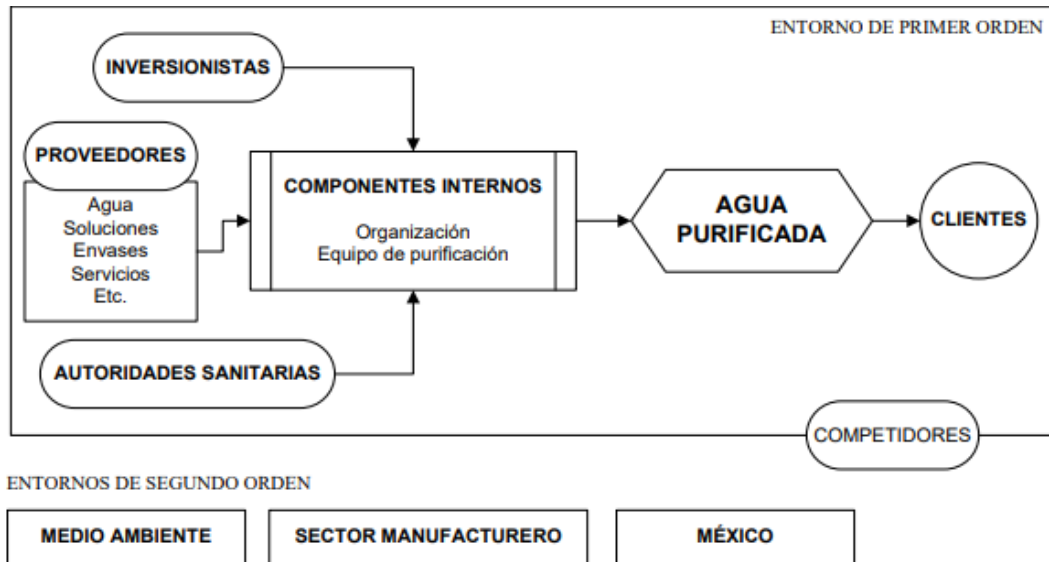 ENTORNO DE PRIMER ORDEN
INVERSIONISTAS
PROVEEDORES
Agua
Soluciones
Envases
Servicios
Etc.
COMPONENTES INTERNOS
Organización
Equipo de purificación
AGUA
PURIFICADA
CLIENTES
AUTORIDADES SANITARIAS
COMPETIDORES
ENTORNOS DE SEGUNDO ORDEN
MEDIO AMBIENTE
SECTOR MANUFACTURERO
MÉXICO